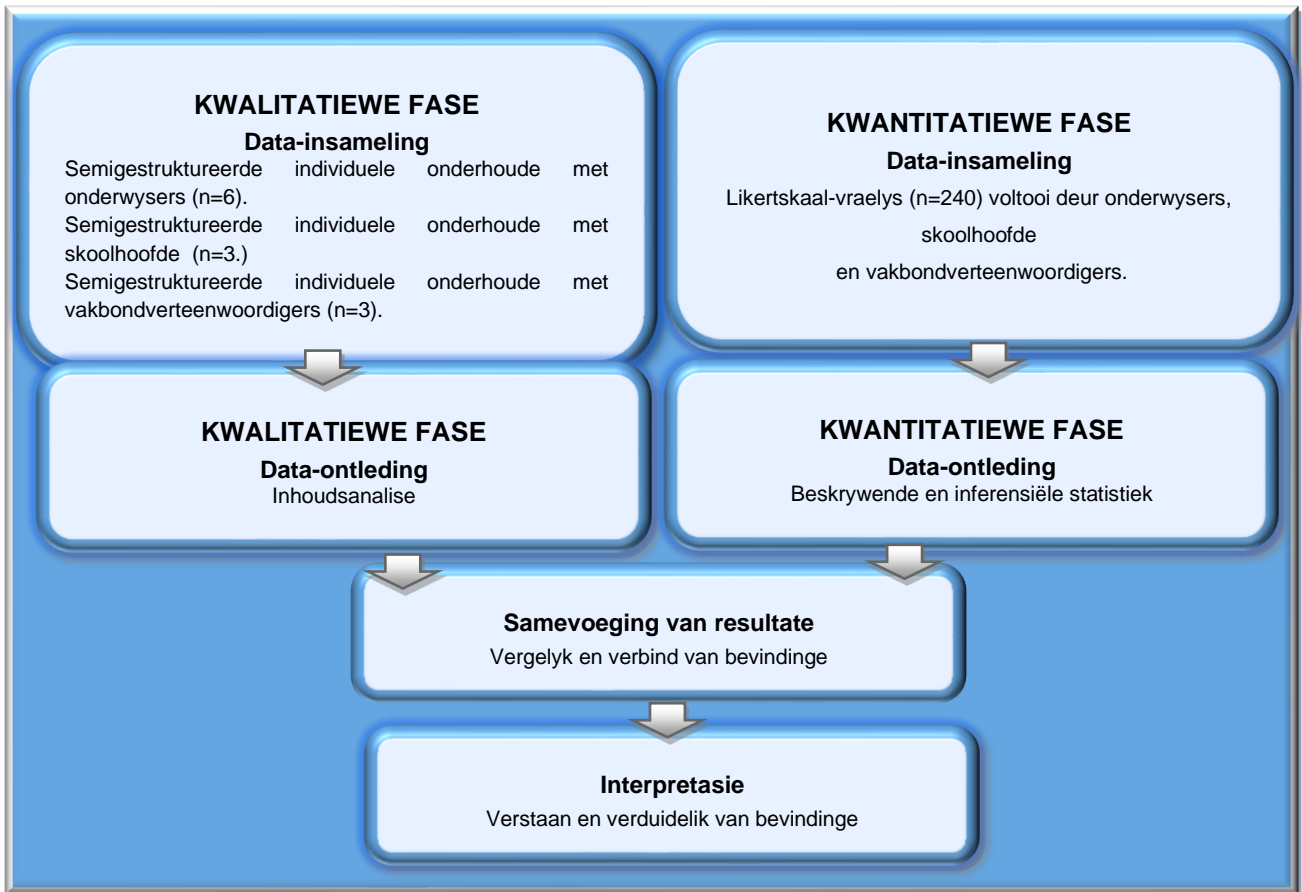 KWALITATIEWE FASE
Data-insameling
Semigestruktureerde individuele onderhoude met
onderwysers (n=6).
Semigestruktureerde individuele onderhoude met
skoolhoofde (n=3.)
Semigestruktureerde individuele onderhoude met
vakbondverteenwoordigers (n=3).
KWANTITATIEWE FASE
Data-insameling
Likertskaal-vraelys (n=240) voltooi deur onderwysers,
skoolhoofde
en vakbondverteenwoordigers.
KWALITATIEWE FASE
Data-ontleding
Inhoudsanalise
KWANTITATIEWE FASE
Data-ontleding
Beskrywende en inferensiële statistiek
Samevoeging van resultate
Vergelyk en verbind van bevindinge
Interpretasie
Verstaan en verduidelik van bevindinge